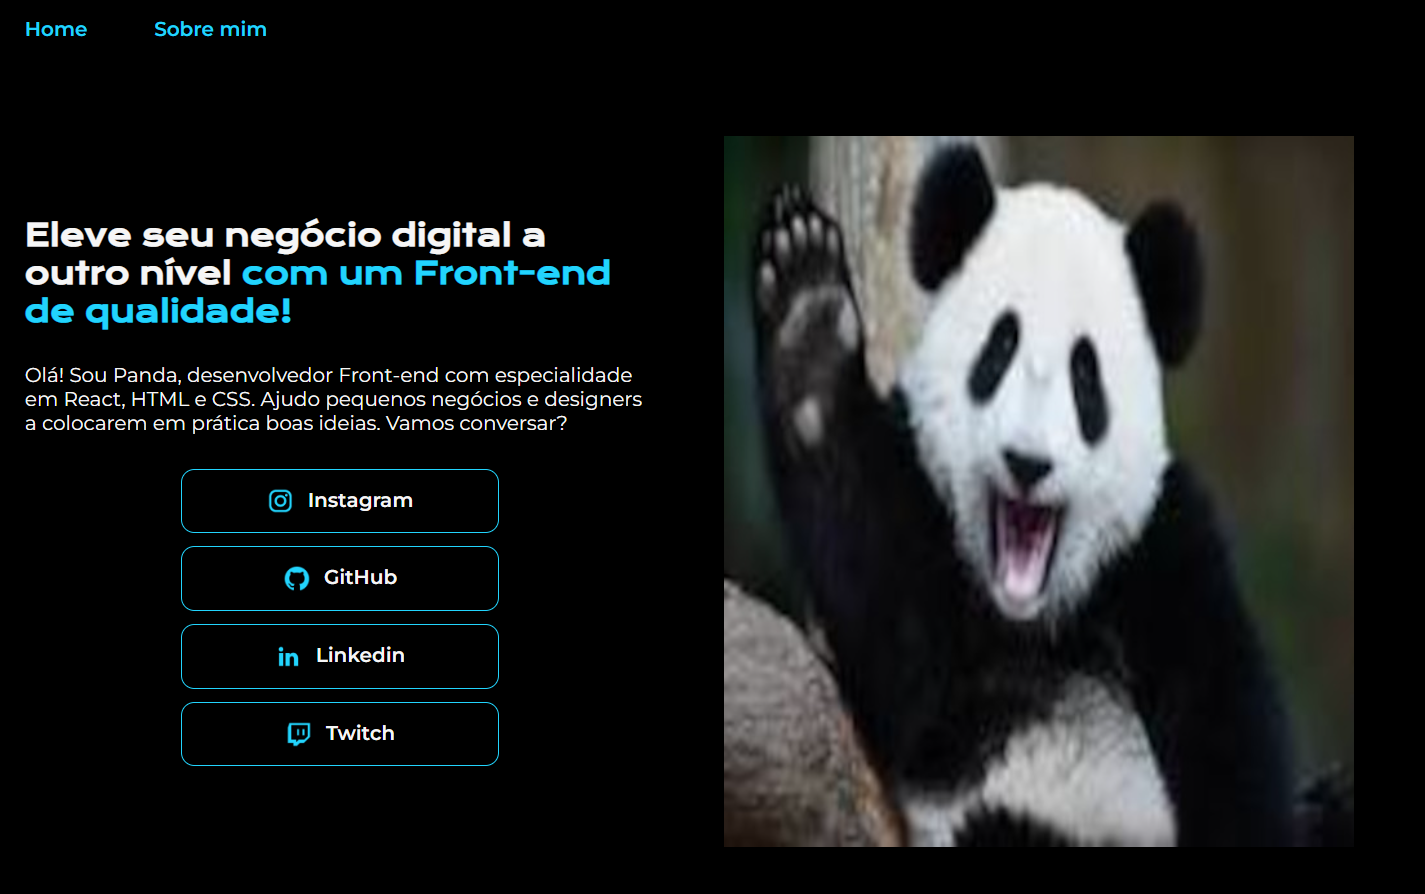 Home Sobre mim
Eleve seu negócio digital a
outro nível com um Front-end
de qualidade!
Olá! Sou Panda, desenvolvedor Front-end com especialidade
em React, HTML e CSS. Ajudo pequenos negócios e designers
a colocarem em prática boas ideias. Vamos conversar?
Instagram
GitHub
Linkedin
Twitch